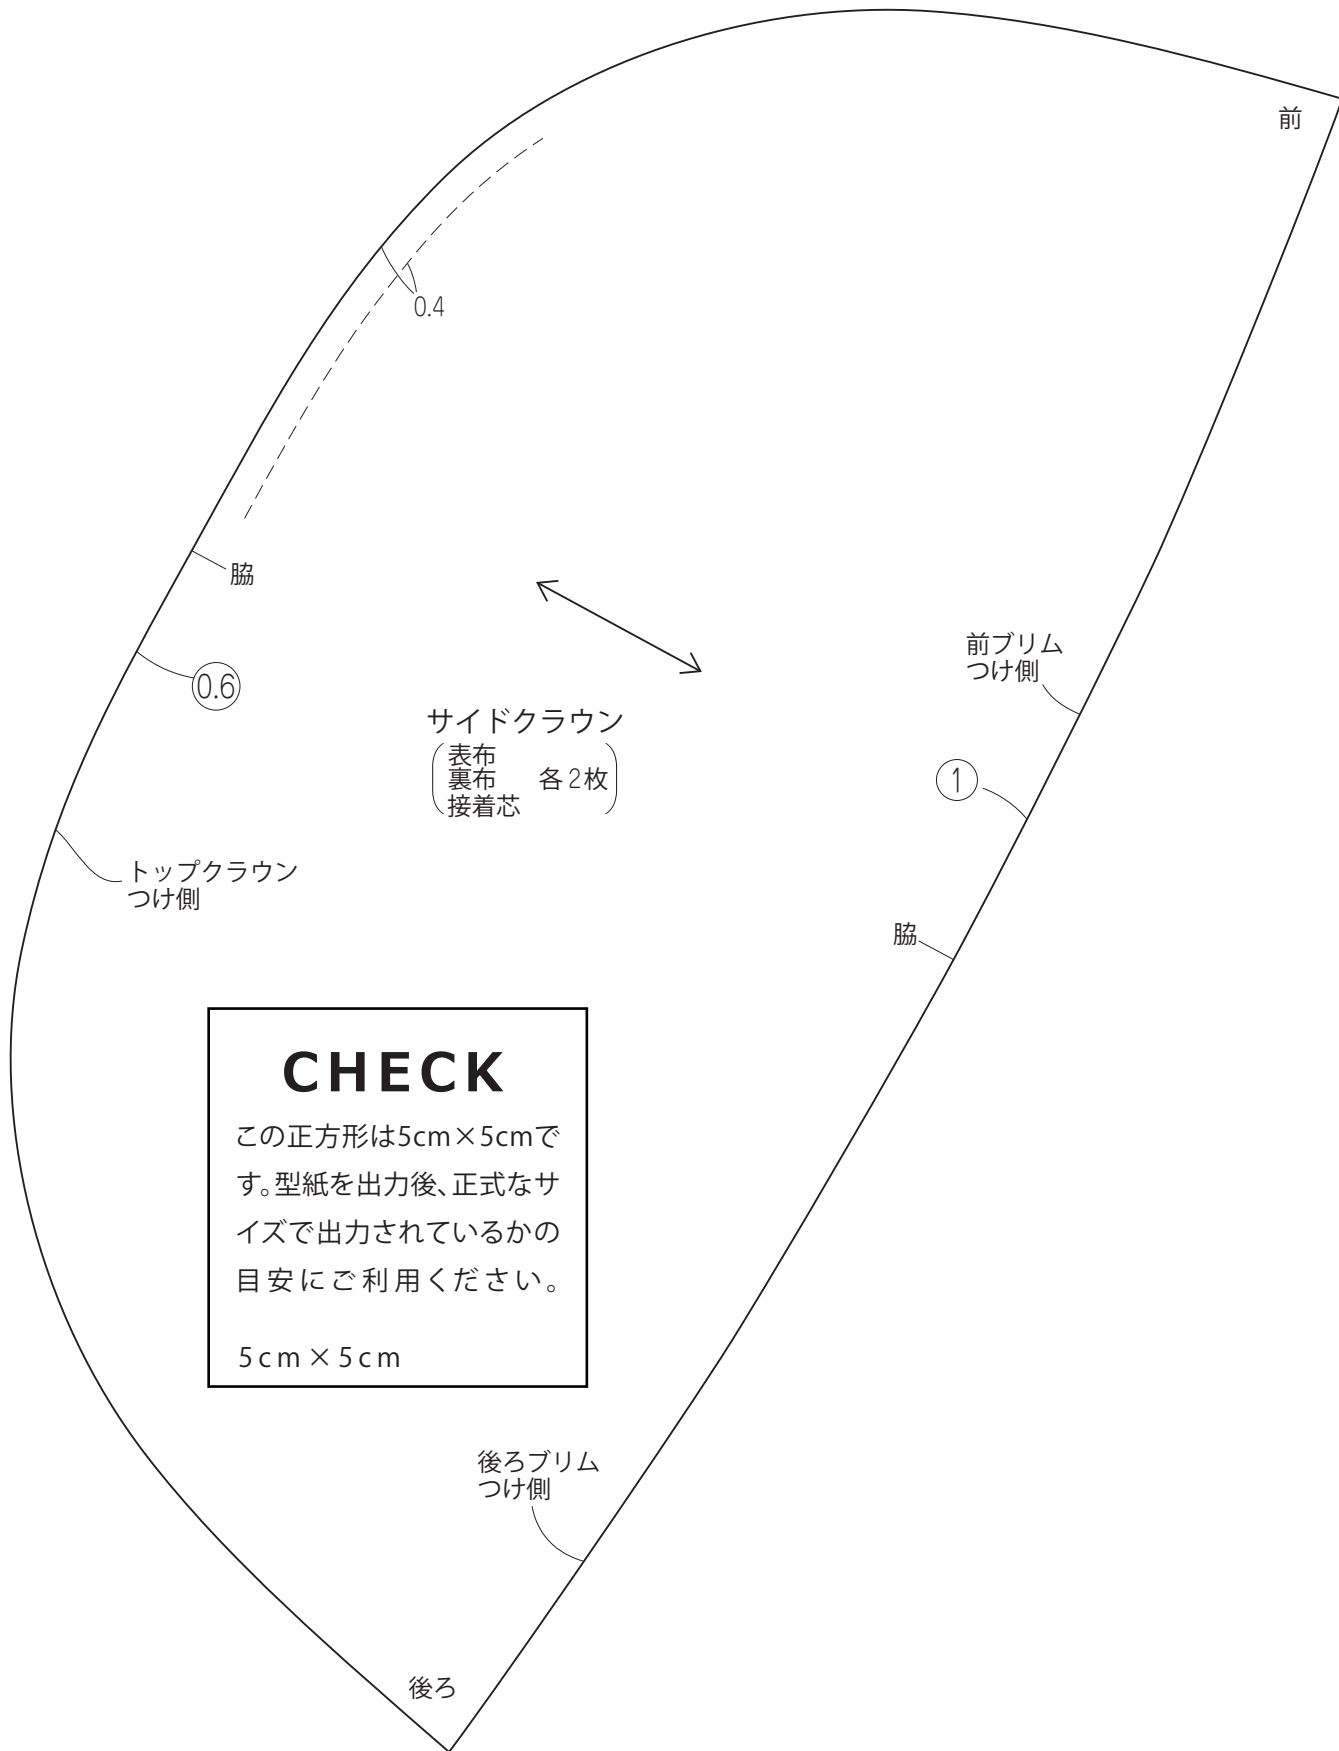 前
0.4
脇
0.6
前ブリム
つけ側
サイドクラウン
表布
裏布 各2枚
接着芯
1
トップクラウン
つけ側
脇
CHECK
この正方形は5cm×5cmで
す。型紙を出力後、正式なサ
イズで出力されているかの
目安にご利用ください。
5cm×5cm
後ろブリム
つけ側
後ろ